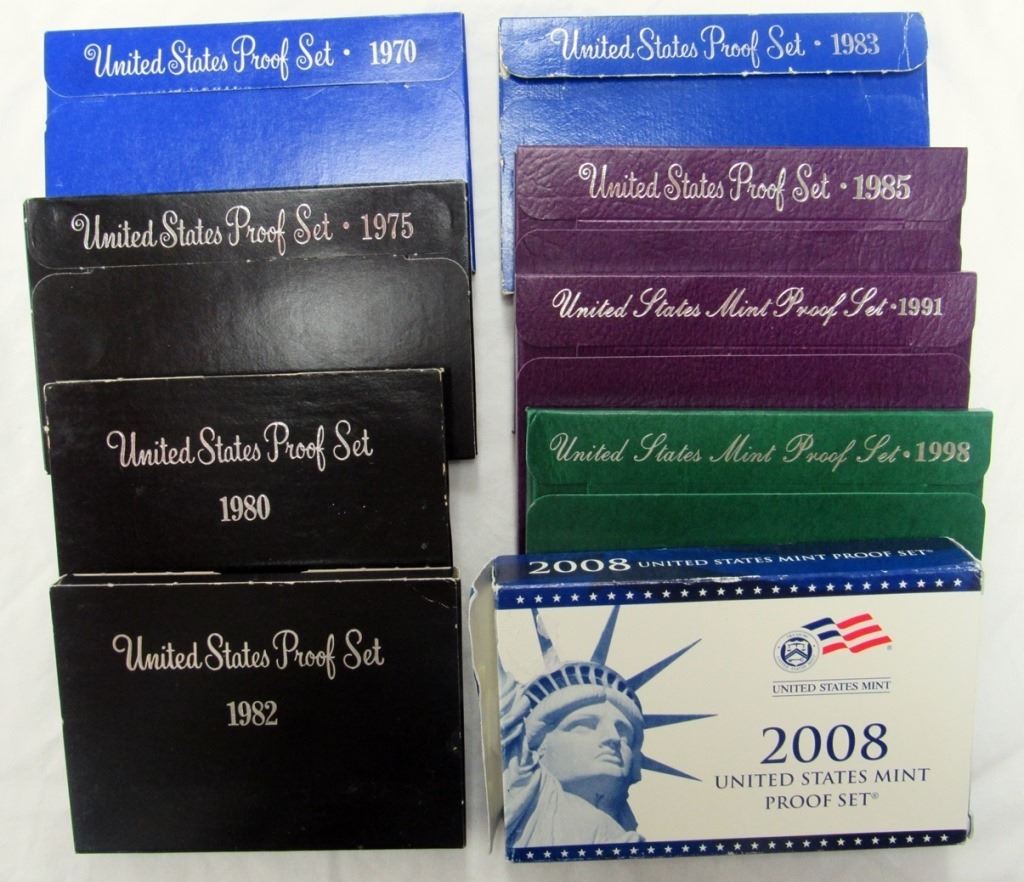 United States Proof Set • 1970
United States Proof Set • 1975
United States Proof Set
1980
United States Proof Set
1982
United States Proof Set • 1983
United States Proof Set • 1985
United States Mint Proof Set • 1991
United States Mint Proof Set • 1998
2008 UNITED STATES MINT PROOF SET®
UNITED STATES MINT
2008
UNITED STATES MINT
PROOF SET®